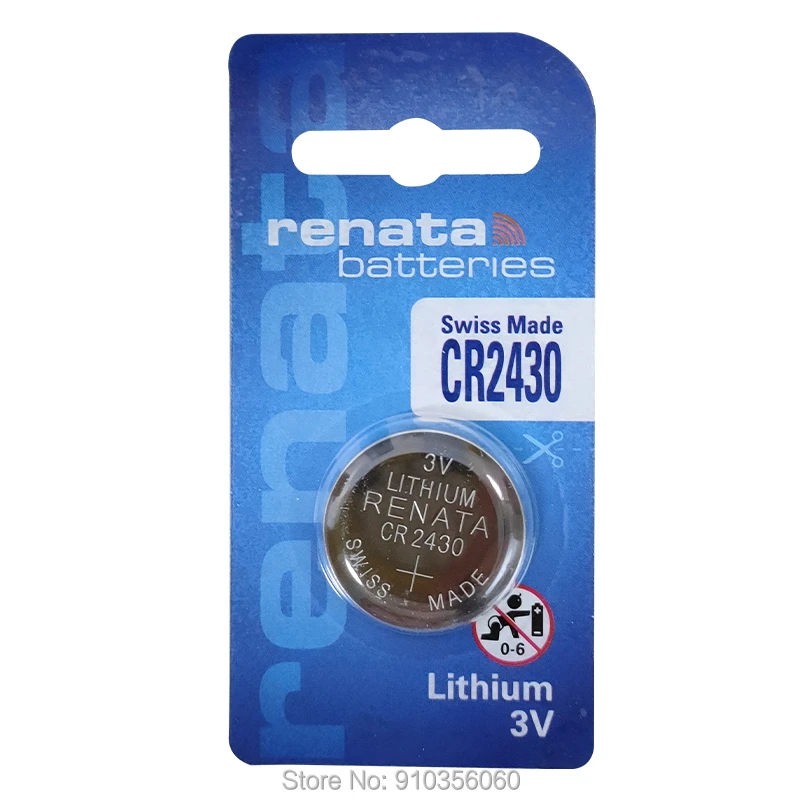 renata
renata
batteries
Swiss Made
CR2430
3V
LITHIUM
RENATA
CR 2430
SWISS MADE
0-6
Lithium
3V
Store No: 910356060